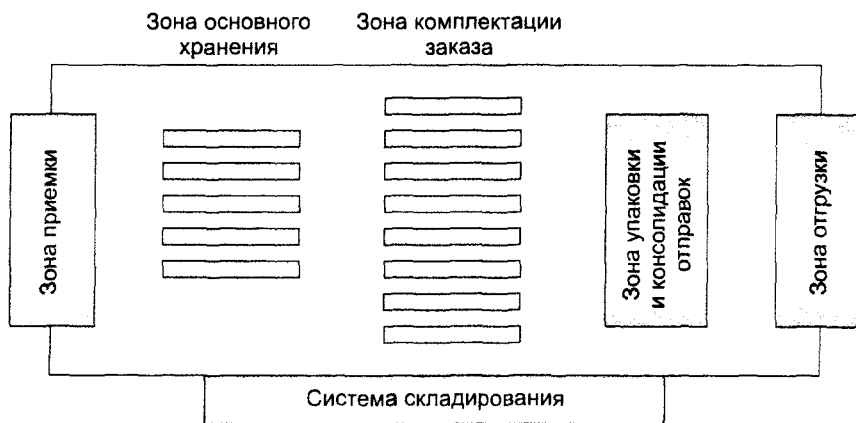 Зона основного
хранения
Зона комплектации
заказа
Зона приемки
Зона упаковки
и консолидации
отправок
Зона отгрузки
Система складирования